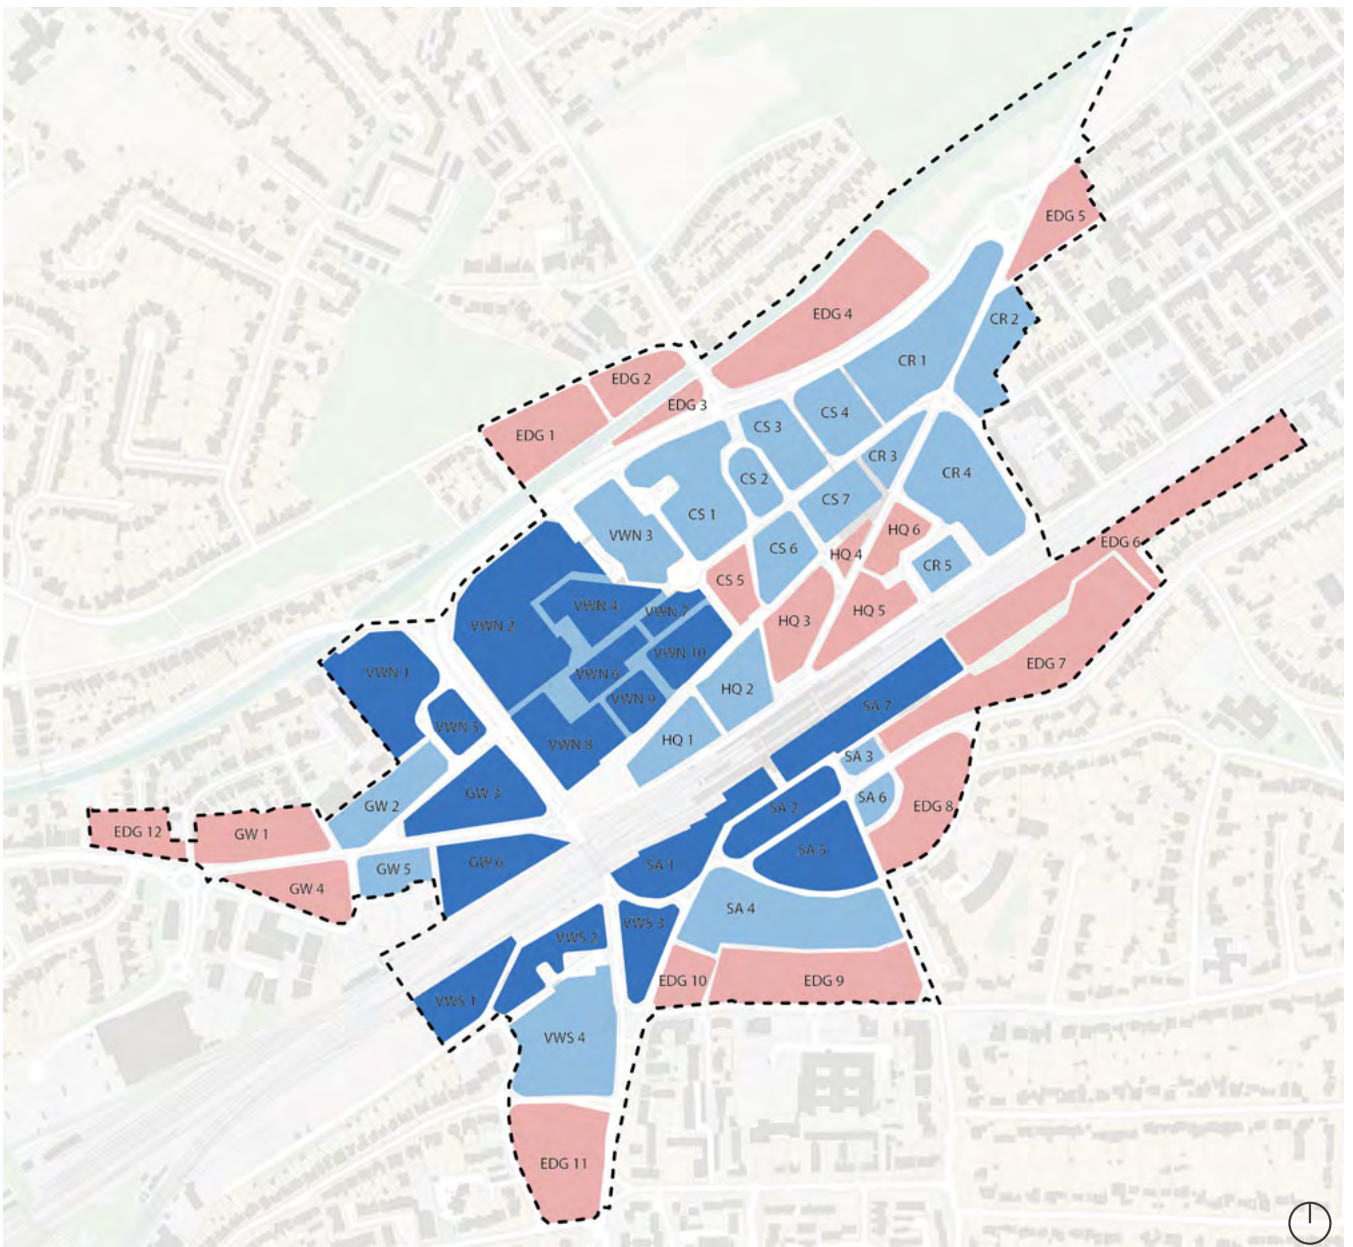 EDG 5
EDG 4
CR 2
CR 1
EDG 2
EDG 3
CS 4
CS 3
EDG 1
CR 3
CR 4
CS 2
CS 7
CS 1
HQ 6
VWN 3
EDG 6
CS 6
HQ 4
CR 5
CS 5
VWN 4
VWN 7
HQ 5
HQ 3
VWN 2
VWN 10
EDG 7
VWN 1
VWN 6
HQ 2
VWN 9
SA 7
VWN 5
HQ 1
VWN 8
SA 3
GW 3
SA 6
GW 2
SA 2
EDG 8
EDG 12
GW 1
SA 5
GW 6
SA 1
GW 5
GW 4
SA 4
VWS 3
VWS 2
EDG 10
EDG 9
VWS 1
VWS 4
EDG 11